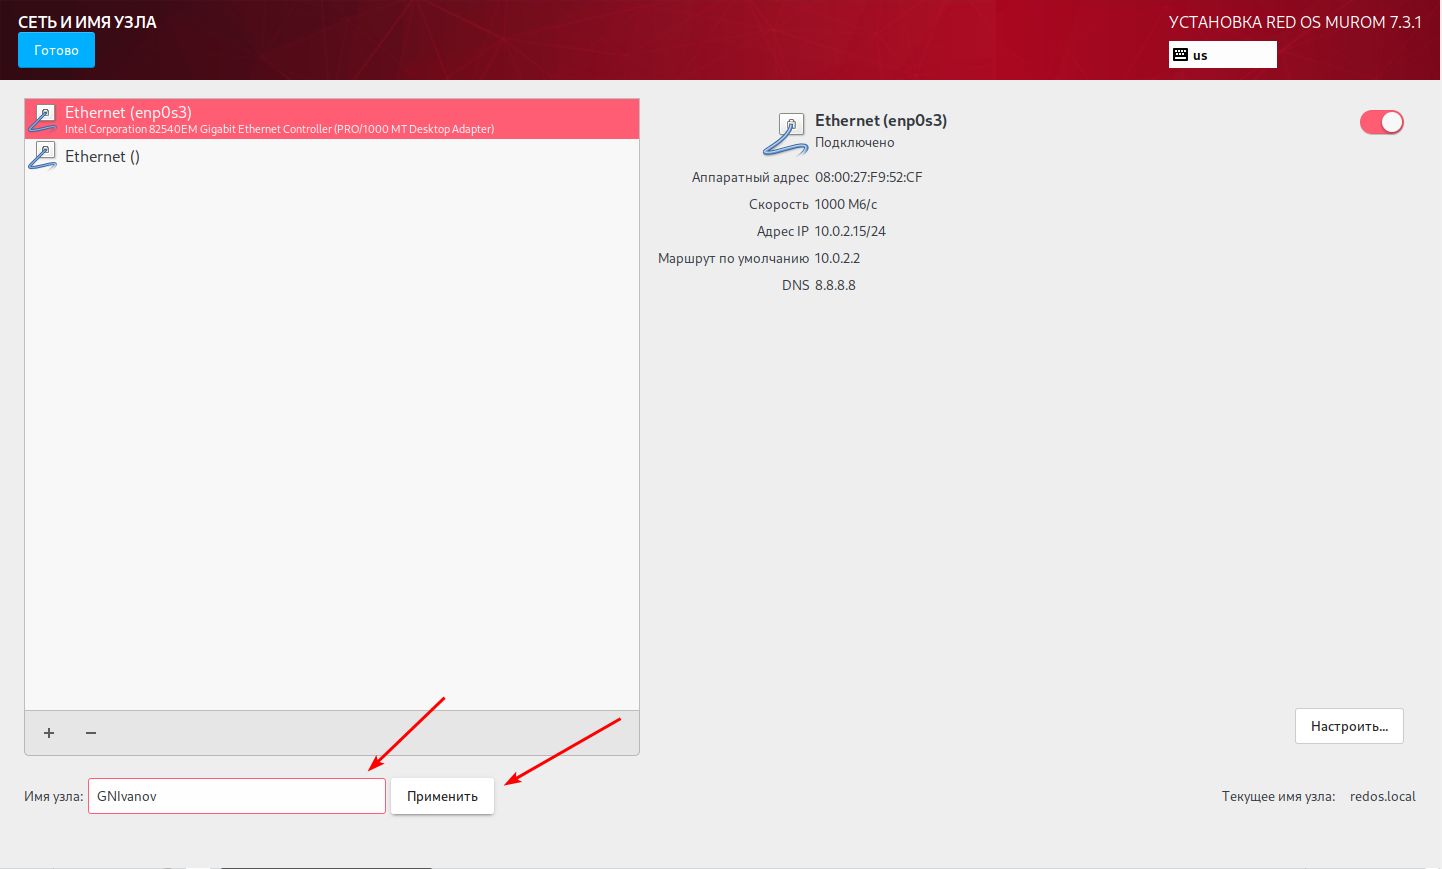 СЕТЬ И ИМЯ УЗЛА
Готово
УСТАНОВКА RED OS MUROM 7.3.1
us
Ethernet (enp0s3)
Intel Corporation 82540EM Gigabit Ethernet Controller (PRO/1000 MT Desktop Adapter)
Ethernet ()
Ethernet (enp0s3)
Подключено
Аппаратный адрес 08:00:27:F9:52:CF
Скорость 1000 Мб/с
Адрес IP 10.0.2.15/24
Маршрут по умолчанию 10.0.2.2
DNS 8.8.8.8
+ −
Настроить...
Имя узла: GNIvanov Применить
Текущее имя узла: redos.local